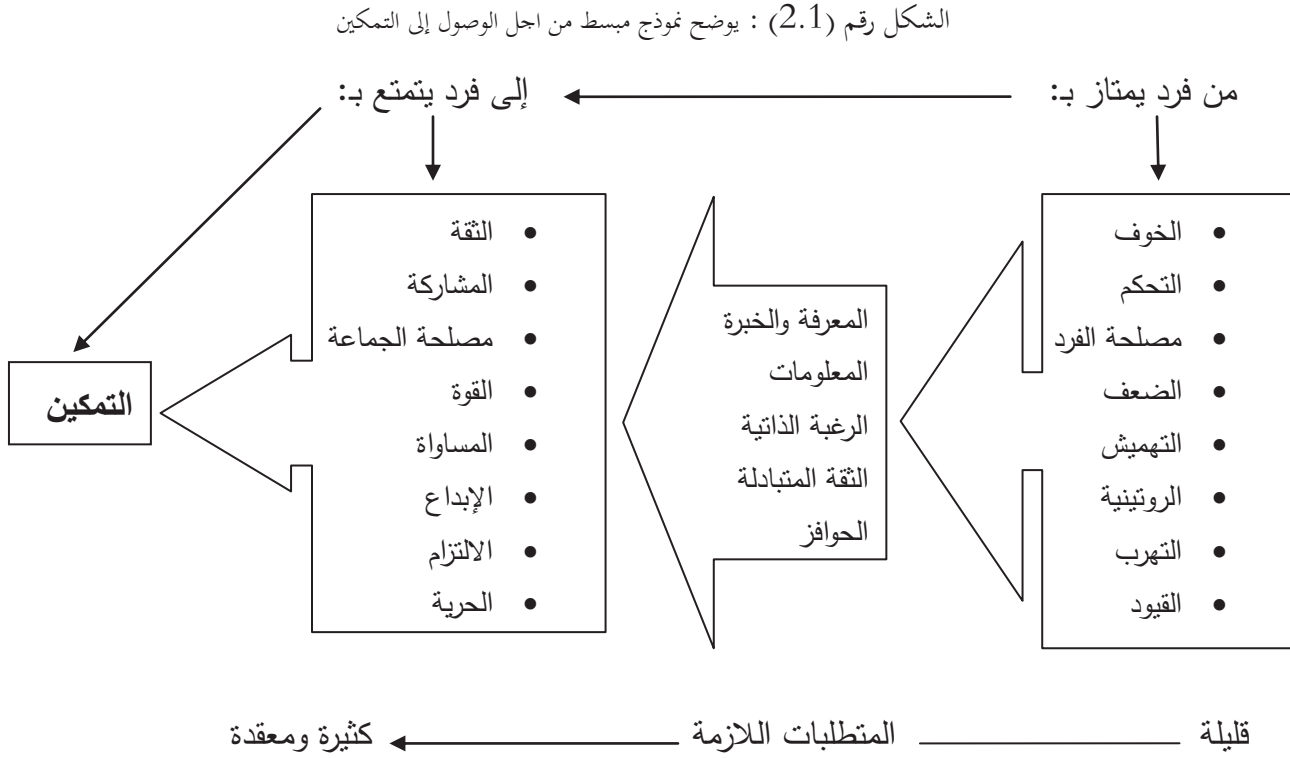 الشكل رقم (2.1) : يوضح نموذج مبسط من اجل الوصول إلى التمكين
من فرد يمتاز بـ:
إلى فرد يتمتع بـ:
• الخوف
• التحكم
• مصلحة الفرد
• الضعف
• التهميش
• الروتينية
• التهرب
• القيود
المعرفة والخبرة
المعلومات
الرغبة الذاتية
الثقة المتبادلة
الحوافز
• الثقة
• المشاركة
• مصلحة الجماعة
• القوة
• المساواة
• الإبداع
• الالتزام
• الحرية
التمكين
قليلة
المتطلبات اللازمة
كثيرة ومعقدة